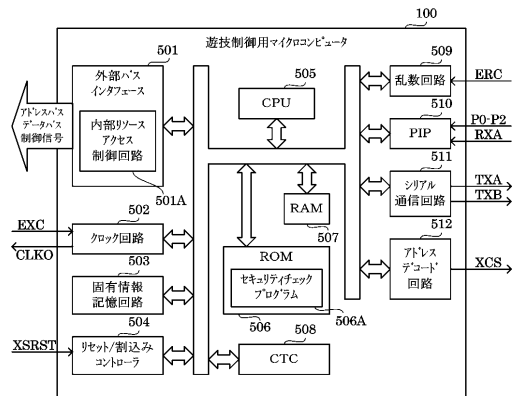 100
遊技制御用マイクロコンピュータ
501
外部バス
インタフェース
内部リソース
アクセス
制御回路
501A
アドレスバス
データバス
制御信号
EXC
CLKO
502
クロック回路
503
固有情報
記憶回路
504
XSRST
リセット/割込み
コントローラ
505
CPU
RAM
507
ROM
セキュリティチェック
プログラム
506
506A
508
CTC
509
乱数回路
ERC
510
PIP
P0-P2
RXA
511
シリアル
通信回路
TXA
TXB
512
アドレス
デコード
回路
XCS